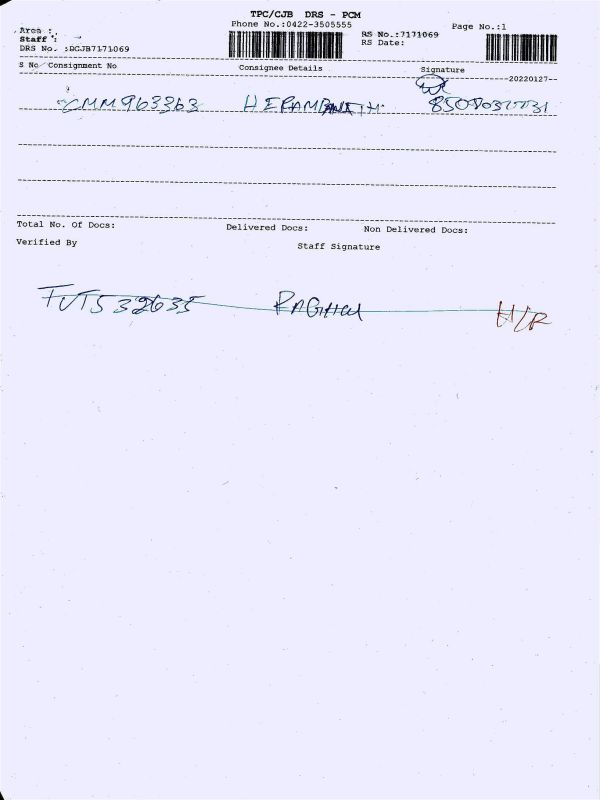 TPC/CJB DRS - PCM
Phone No.:0422-3505555
Page No.:1
Area :
Staff :
RS No.:7171069
RS Date:
DRS No. :DCJB7171069
S No Consignment No Consignee Details Signature
20220127
CMM963363
Total No. Of Docs: Delivered Docs: Non Delivered Docs:
Verified By Staff Signature
RAGHU